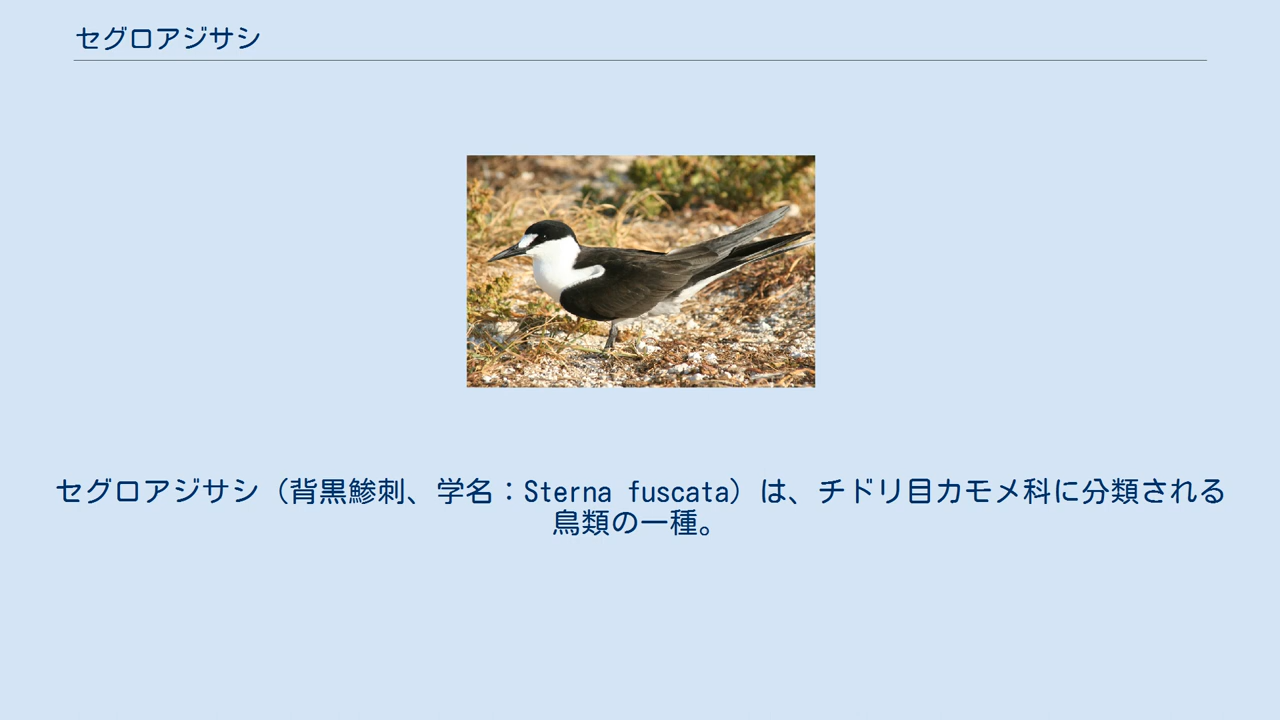 セグロアジサシ
セグロアジサシ（背黒鯵刺、学名：Sterna fuscata）は、チドリ目カモメ科に分類される
鳥類の一種。